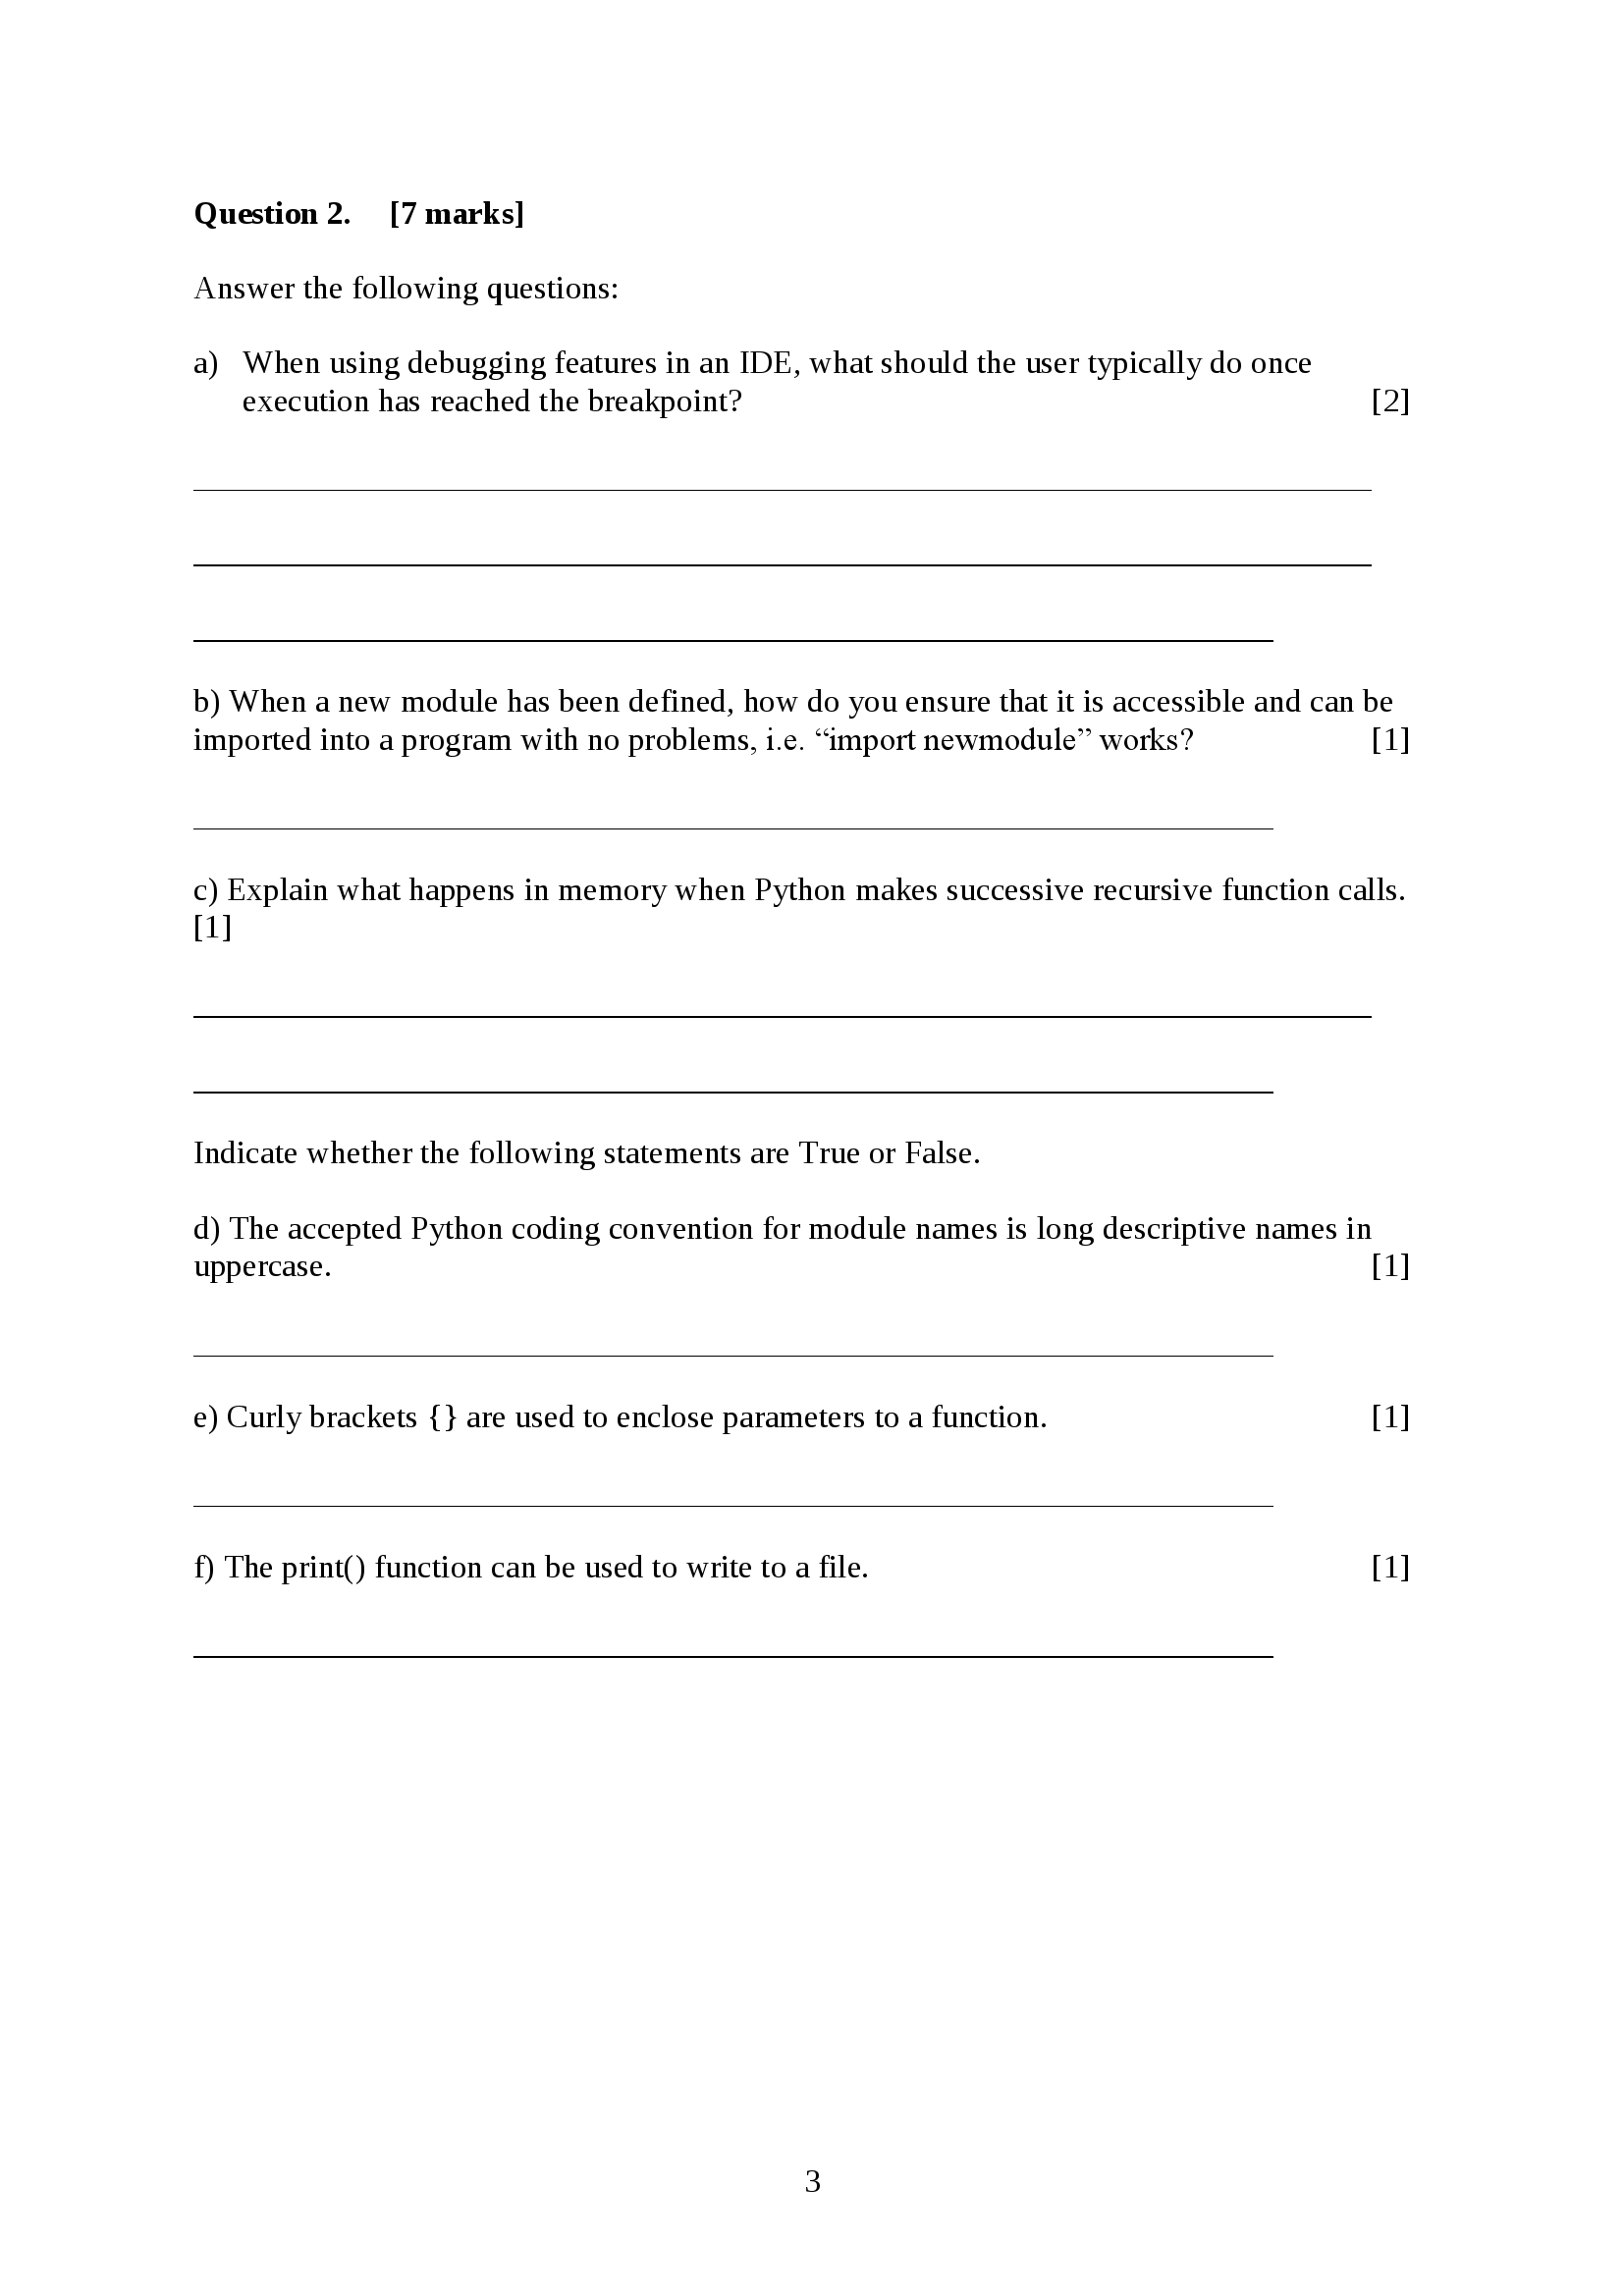 Question 2. [7 marks]
Answer the following questions:
a) When using debugging features in an IDE, what should the user typically do once
execution has reached the breakpoint? [2]
b) When a new module has been defined, how do you ensure that it is accessible and can be
imported into a program with no problems, i.e. “import newmodule” works? [1]
c) Explain what happens in memory when Python makes successive recursive function calls.
[1]
Indicate whether the following statements are True or False.
d) The accepted Python coding convention for module names is long descriptive names in
uppercase. [1]
e) Curly brackets {} are used to enclose parameters to a function. [1]
f) The print() function can be used to write to a file. [1]
3